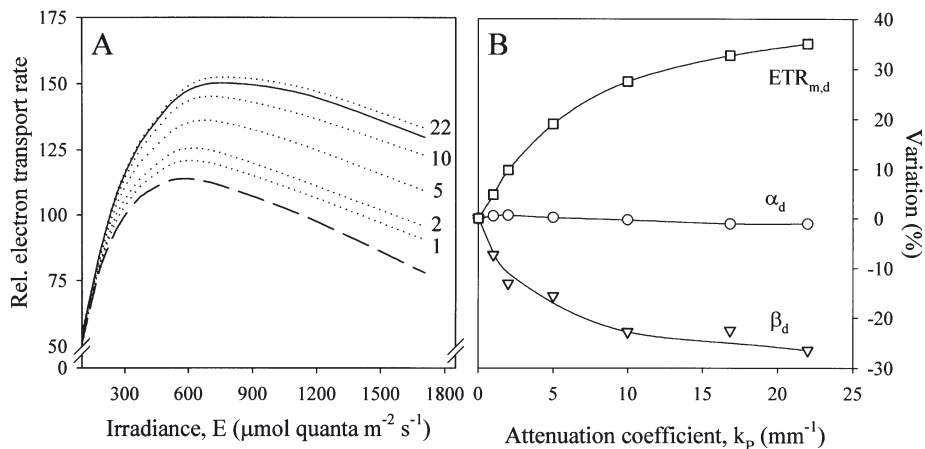 A
Rel. electron transport rate
175
150
125
100
75
50
0
300 600 900 1200 1500 1800
Irradiance, E (µmol quanta m⁻² s⁻¹)
22
10
5
2
1
B
ETRm,d
αd
βd
40
30
20
10
0
-10
-20
-30
Variation (%)
0 5 10 15 20 25
Attenuation coefficient, kP (mm⁻¹)